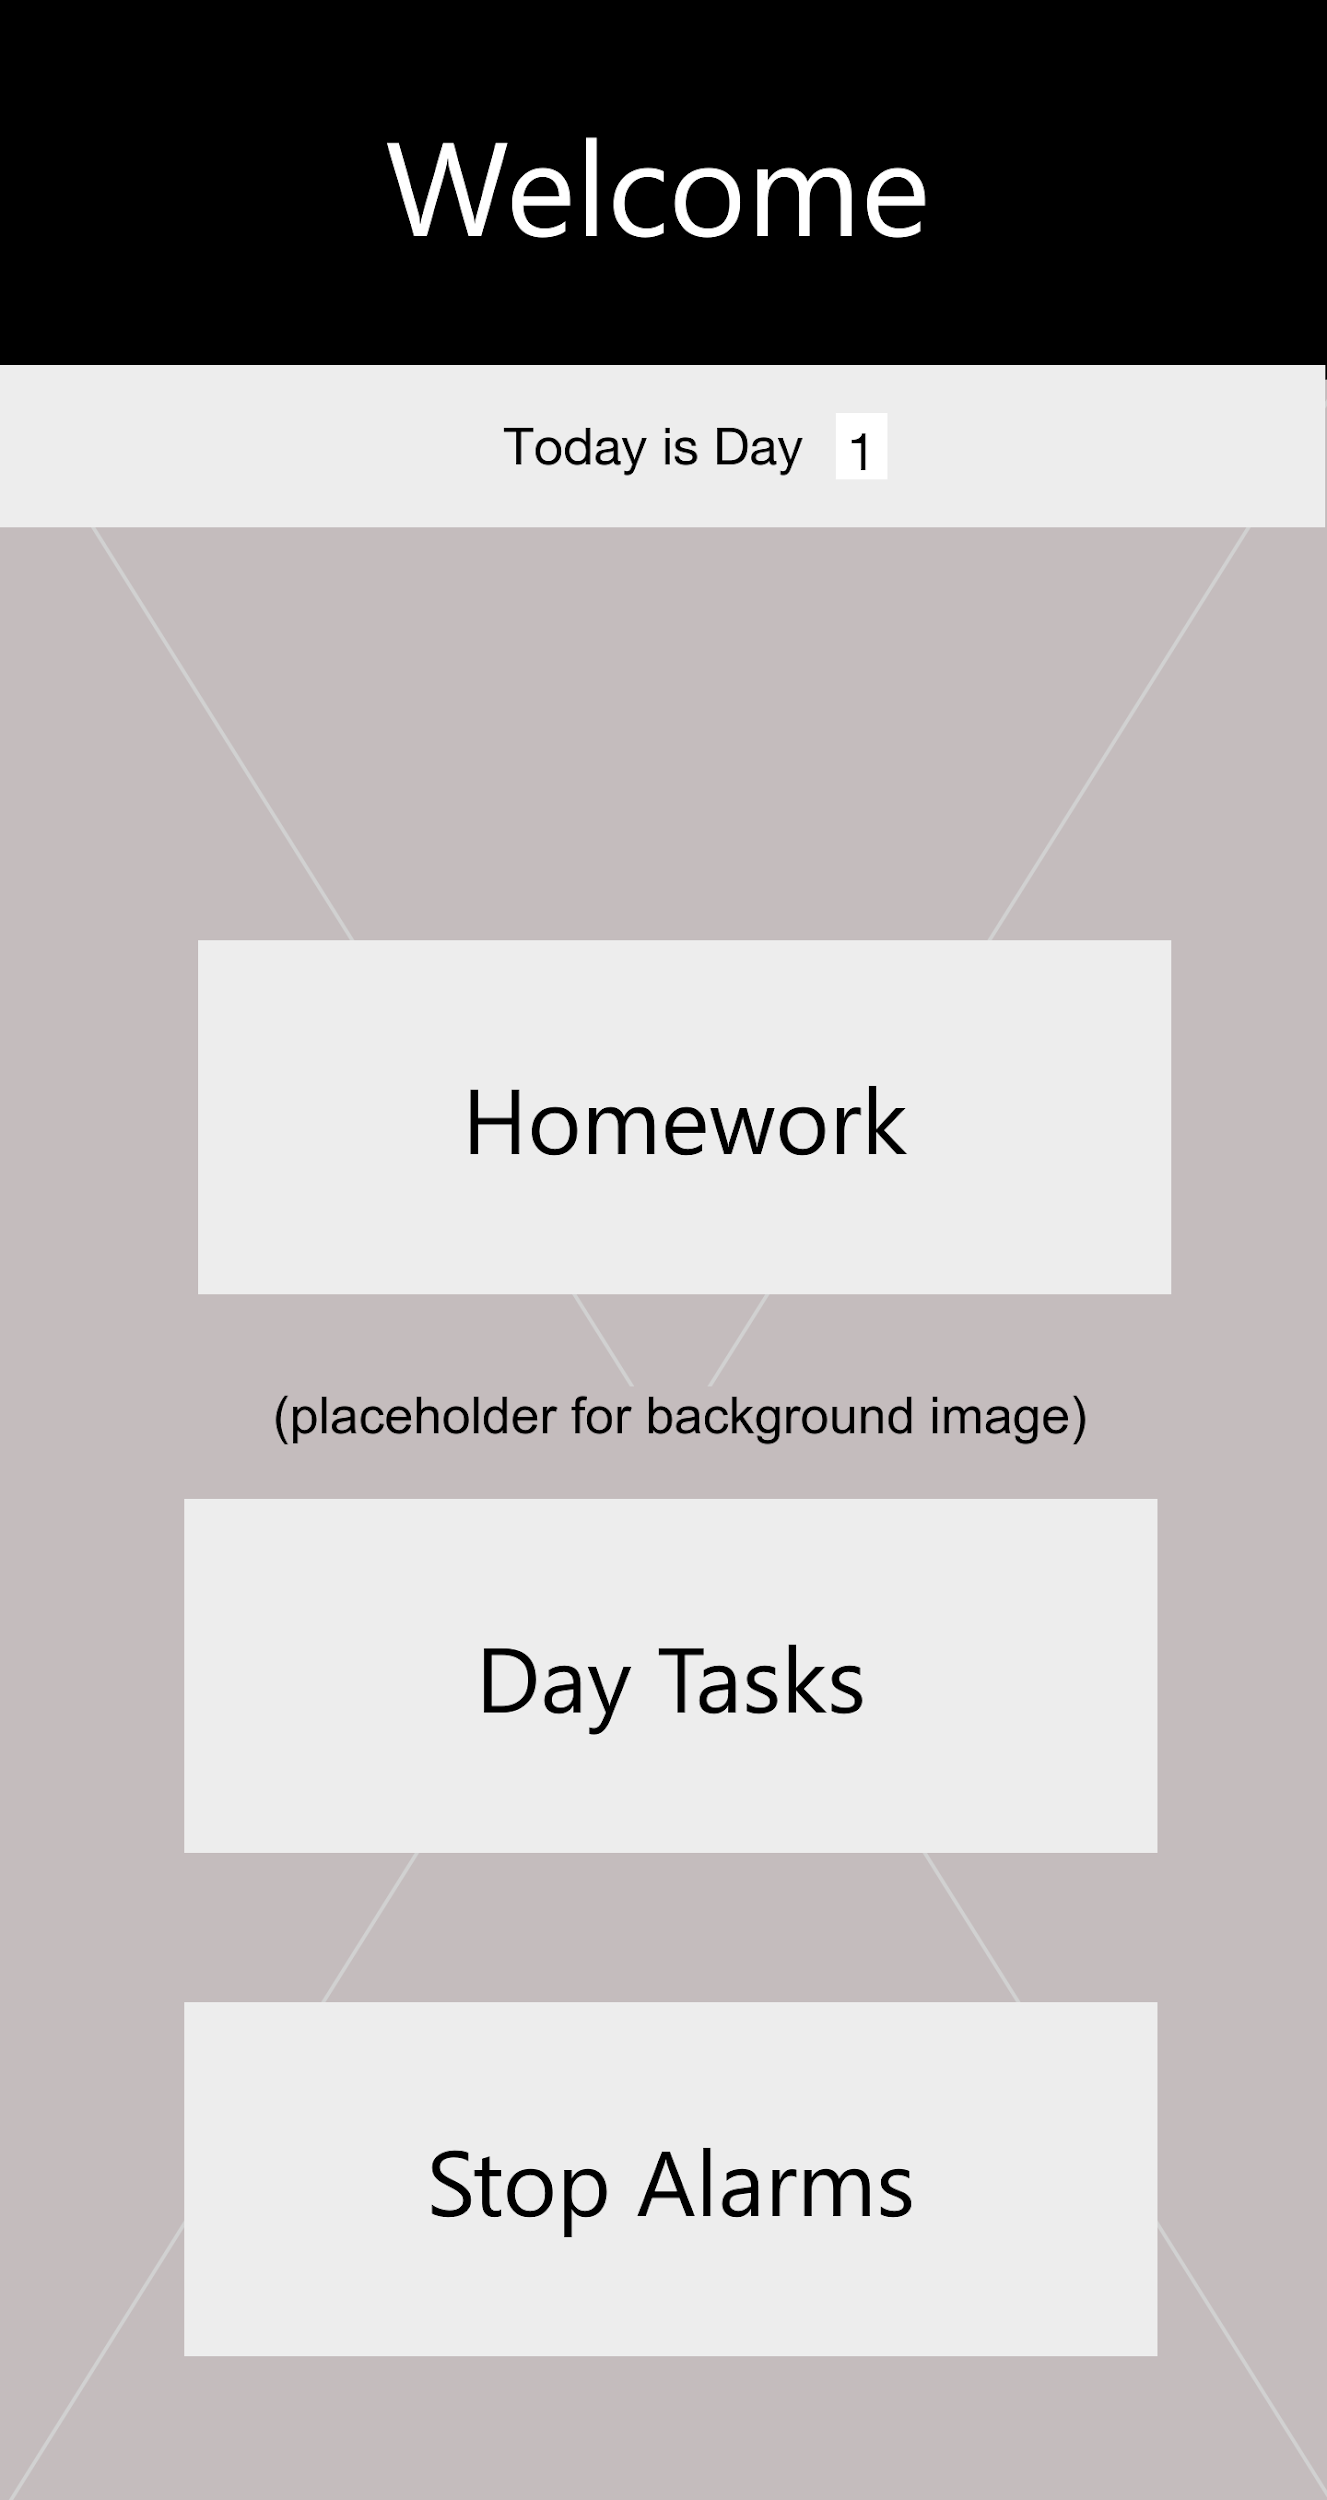 Welcome
Today is Day 1
Homework
(placeholder for background image)
Day Tasks
Stop Alarms